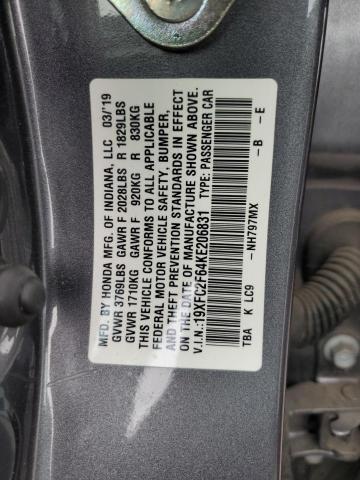 MFG. BY HONDA MFG. OF INDIANA, LLC 03/'19
GVWR 3769LBS GAWR F 2028LBS R 1829LBS
GVWR 1710KG GAWR F 920KG R 830KG
THIS VEHICLE CONFORMS TO ALL APPLICABLE
FEDERAL MOTOR VEHICLE SAFETY, BUMPER,
AND THEFT PREVENTION STANDARDS IN EFFECT
ON THE DATE OF MANUFACTURE SHOWN ABOVE.
V.I.N.:19XFC2F64KE206831 TYPE: PASSENGER CAR
TBA K LC9 - NH797MX - B - E